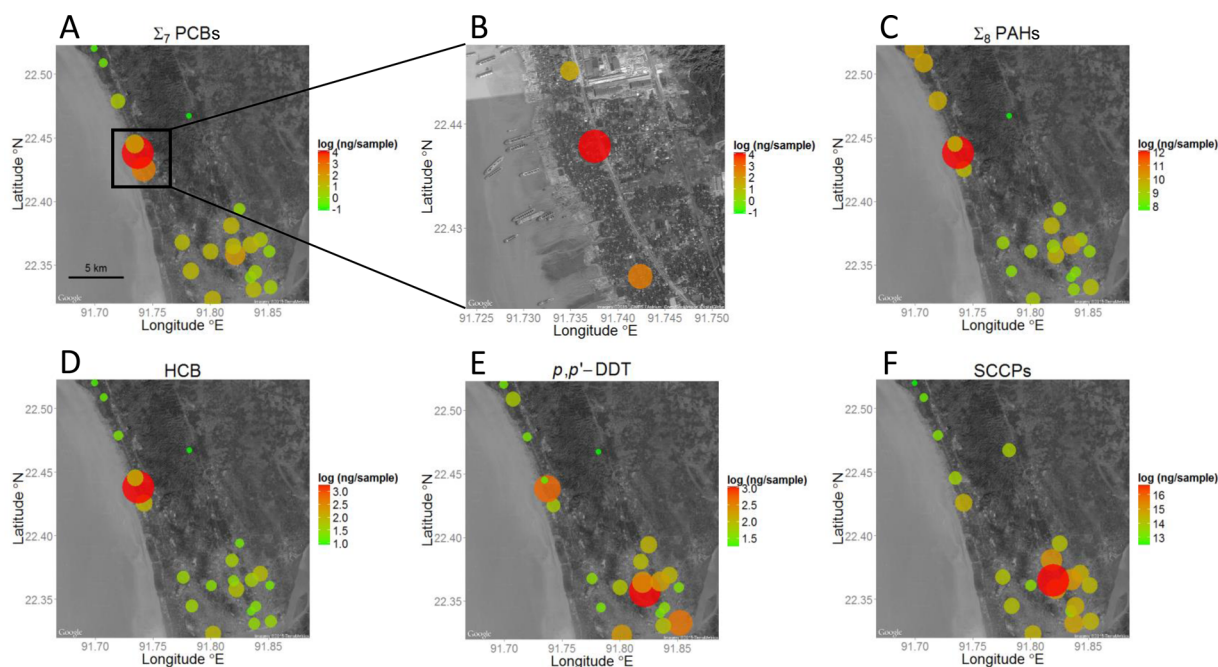 A
Σ7 PCBs
22.50
22.45
22.40
22.35
Latitude °N
5 km
Google
91.70 91.75 91.80 91.85
Longitude °E
log (ng/sample)
4
3
2
1
0
-1
B
22.44
22.43
Latitude °N
Google
91.725 91.730 91.735 91.740 91.745 91.750
Longitude °E
log (ng/sample)
4
3
2
1
0
-1
C
Σ8 PAHs
22.50
22.45
22.40
22.35
Latitude °N
Google
91.70 91.75 91.80 91.85
Longitude °E
log (ng/sample)
12
11
10
9
8
D
HCB
22.50
22.45
22.40
22.35
Latitude °N
Google
91.70 91.75 91.80 91.85
Longitude °E
log (ng/sample)
3.0
2.5
2.0
1.5
1.0
E
p,p'–DDT
22.50
22.45
22.40
22.35
Latitude °N
Google
91.70 91.75 91.80 91.85
Longitude °E
log (ng/sample)
3.0
2.5
2.0
1.5
F
SCCPs
22.50
22.45
22.40
22.35
Latitude °N
Google
91.70 91.75 91.80 91.85
Longitude °E
log (ng/sample)
16
15
14
13